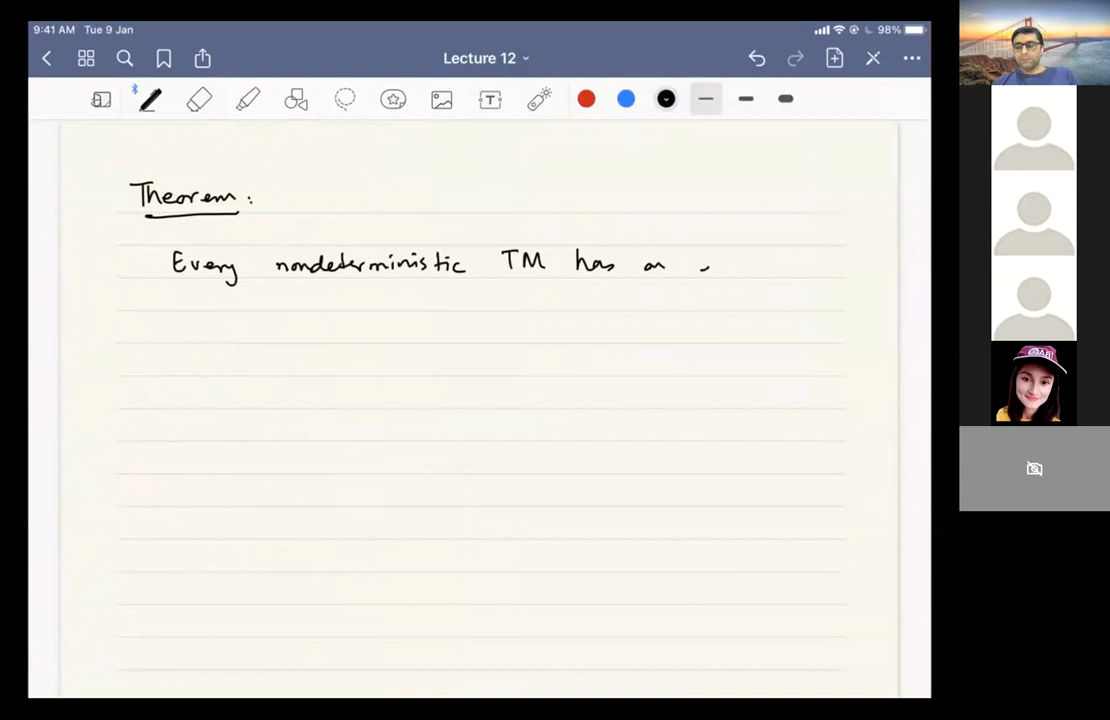 9:41 AM Tue 9 Jan
98%
Lecture 12
Theorem:
Every nondeterministic TM has an